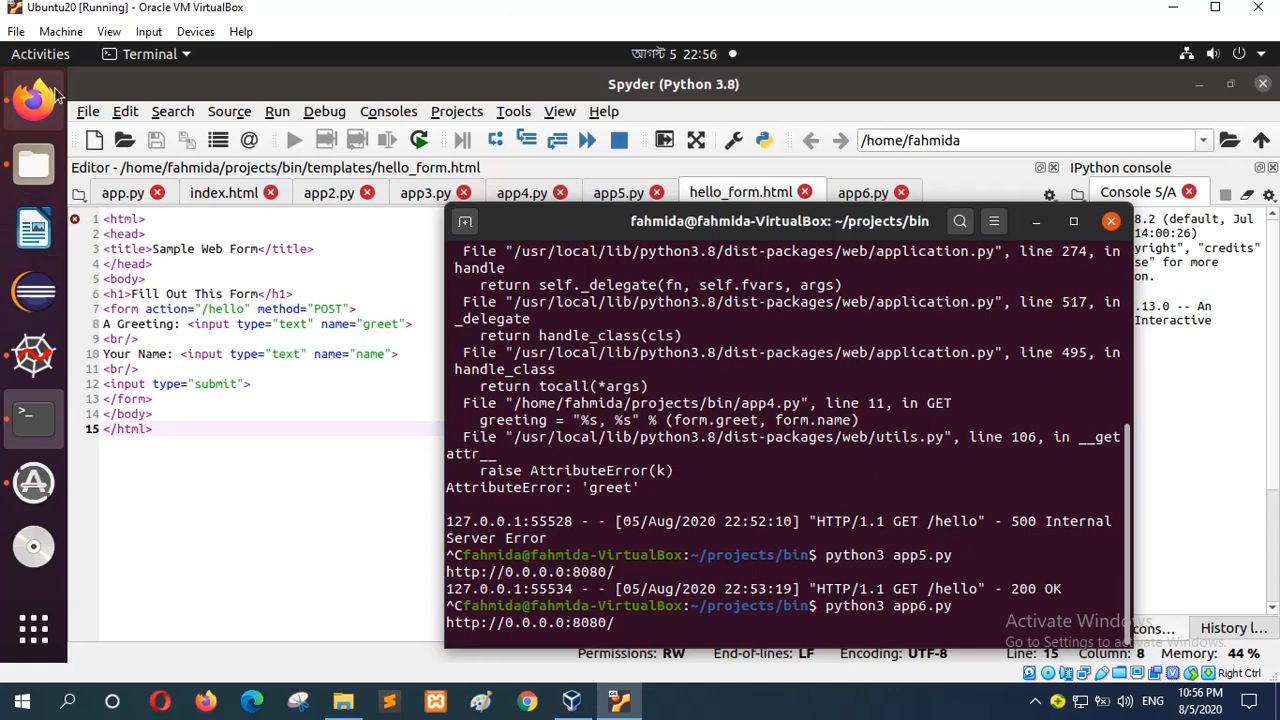 Ubuntu20 [Running] - Oracle VM VirtualBox
File Machine View Input Devices Help
Activities Terminal আগস্ট 5 22:56
Spyder (Python 3.8)
File Edit Search Source Run Debug Consoles Projects Tools View Help
/home/fahmida
Editor - /home/fahmida/projects/bin/templates/hello_form.html
IPython console
app.py index.html app2.py app3.py app4.py app5.py hello_form.html app6.py
Console 5/A
1 <html>
2 <head>
3 <title>Sample Web Form</title>
4 </head>
5 <body>
6 <h1>Fill Out This Form</h1>
7 <form action="/hello" method="POST">
8 A Greeting: <input type="text" name="greet">
9 <br/>
10 Your Name: <input type="text" name="name">
11 <br/>
12 <input type="submit">
13 </form>
14 </body>
15 </html>
fahmida@fahmida-VirtualBox: ~/projects/bin
File "/usr/local/lib/python3.8/dist-packages/web/application.py", line 274, in
handle
return self._delegate(fn, self.fvars, args)
File "/usr/local/lib/python3.8/dist-packages/web/application.py", line 517, in
_delegate
return handle_class(cls)
File "/usr/local/lib/python3.8/dist-packages/web/application.py", line 495, in
handle_class
return tocall(*args)
File "/home/fahmida/projects/bin/app4.py", line 11, in GET
greeting = "%s, %s" % (form.greet, form.name)
File "/usr/local/lib/python3.8/dist-packages/web/utils.py", line 106, in __get
attr__
raise AttributeError(k)
AttributeError: 'greet'
127.0.0.1:55528 - - [05/Aug/2020 22:52:10] "HTTP/1.1 GET /hello" - 500 Internal
Server Error
^Cfahmida@fahmida-VirtualBox:~/projects/bin$ python3 app5.py
http://0.0.0.0:8080/
127.0.0.1:55534 - - [05/Aug/2020 22:53:19] "HTTP/1.1 GET /hello" - 200 OK
^Cfahmida@fahmida-VirtualBox:~/projects/bin$ python3 app6.py
http://0.0.0.0:8080/
8.2 (default, Jul
14:00:26)
yright", "credits"
se" for more
on.
.13.0 -- An
Interactive
Activate Windows
Go to Settings to activate Windows.
cons... History l...
Permissions: RW End-of-lines: LF Encoding: UTF-8 Line: 15 Column: 8 Memory: 44 %
Right Ctrl
ENG 10:56 PM
8/5/2020